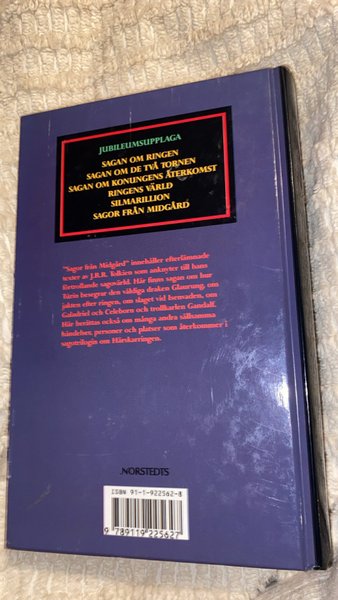 JUBILEUMSUPPLAGA
SAGAN OM RINGEN
SAGAN OM DE TVÅ TORNEN
SAGAN OM KONUNGENS ÅTERKOMST
RINGENS VÄRLD
SILMARILLION
SAGOR FRÅN MIDGÅRD
"Sagor från Midgård" innehåller efterlämnade
texter av J.R.R. Tolkien som anknyter till hans
förtrollande sagovärld. Här finns sagan om hur
Túrin besegrar den väldiga draken Glaurung, om
jakten efter ringen, om slaget vid Isenvaden, om
Galadriel och Celeborn och trollkarlen Gandalf.
Här berättas också om många andra sällsamma
händelser, personer och platser som återkommer i
sagotrilogin om Härskarringen.
.NORSTEDTS
ISBN 91-1-922562-8
9 789119 225627